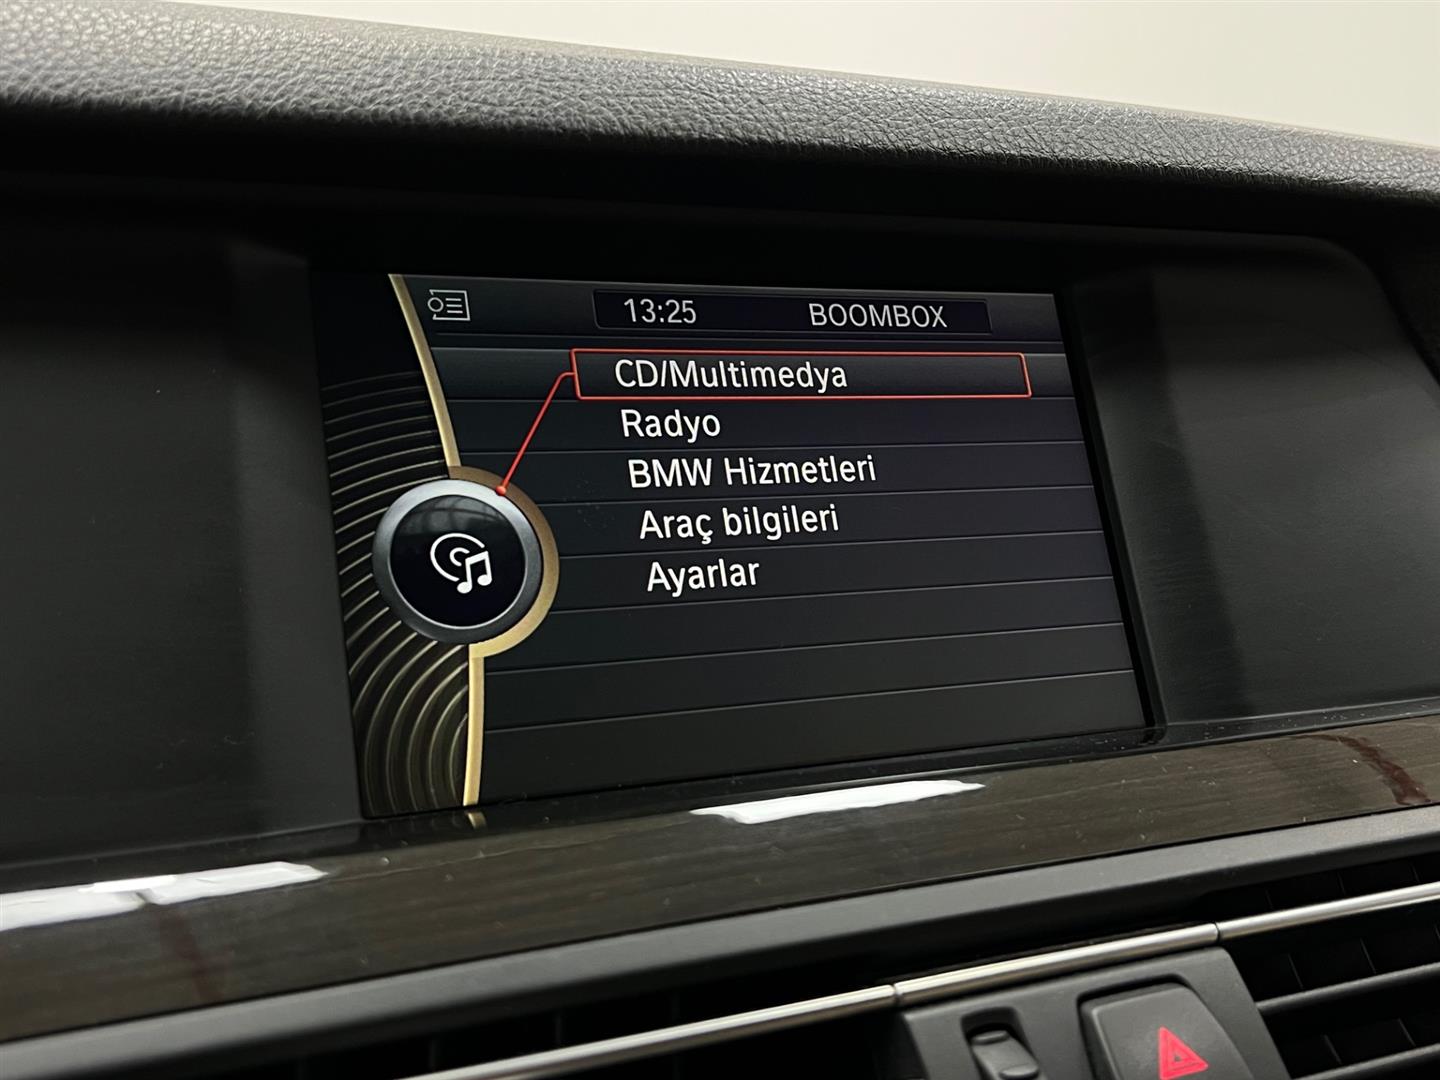 13:25 BOOMBOX
CD/Multimedya
Radyo
BMW Hizmetleri
Araç bilgileri
Ayarlar